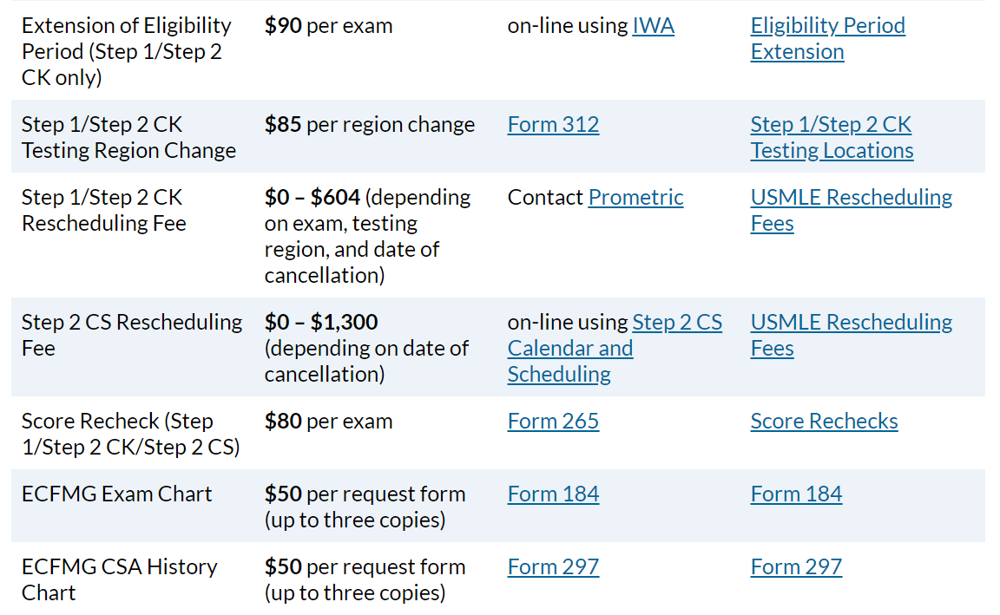 Extension of Eligibility
Period (Step 1/Step 2
CK only)
$90 per exam
on-line using IWA
Eligibility Period
Extension
Step 1/Step 2 CK
Testing Region Change
$85 per region change
Form 312
Step 1/Step 2 CK
Testing Locations
Step 1/Step 2 CK
Rescheduling Fee
$0 – $604 (depending
on exam, testing
region, and date of
cancellation)
Contact Prometric
USMLE Rescheduling
Fees
Step 2 CS Rescheduling
Fee
$0 – $1,300
(depending on date of
cancellation)
on-line using Step 2 CS
Calendar and
Scheduling
USMLE Rescheduling
Fees
Score Recheck (Step
1/Step 2 CK/Step 2 CS)
$80 per exam
Form 265
Score Rechecks
ECFMG Exam Chart
$50 per request form
(up to three copies)
Form 184
Form 184
ECFMG CSA History
Chart
$50 per request form
(up to three copies)
Form 297
Form 297